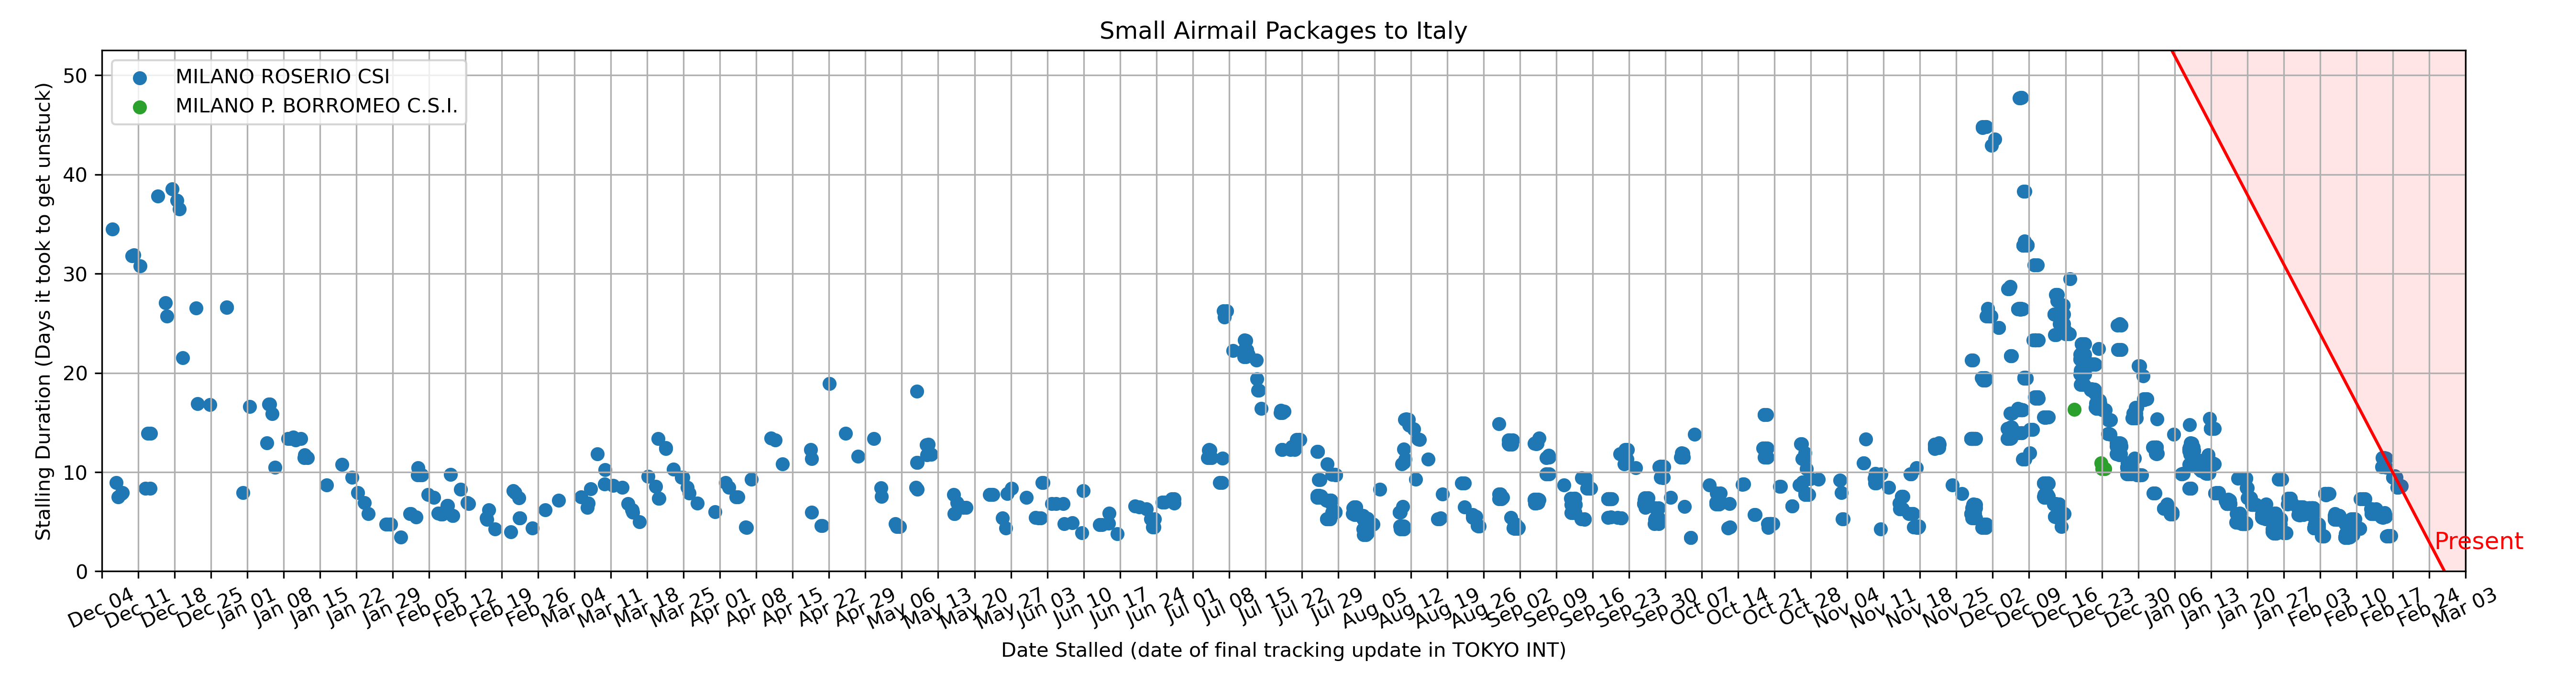 Small Airmail Packages to Italy
MILANO ROSERIO CSI
MILANO P. BORROMEO C.S.I.
Stalling Duration (Days it took to get unstuck)
50
40
30
20
10
0
Present
Dec 04
Dec 11
Dec 18
Dec 25
Jan 01
Jan 08
Jan 15
Jan 22
Jan 29
Feb 05
Feb 12
Feb 19
Feb 26
Mar 04
Mar 11
Mar 18
Mar 25
Apr 01
Apr 08
Apr 15
Apr 22
Apr 29
May 06
May 13
May 20
May 27
Jun 03
Jun 10
Jun 17
Jun 24
Jul 01
Jul 08
Jul 15
Jul 22
Jul 29
Aug 05
Aug 12
Aug 19
Aug 26
Sep 02
Sep 09
Sep 16
Sep 23
Sep 30
Oct 07
Oct 14
Oct 21
Oct 28
Nov 04
Nov 11
Nov 18
Nov 25
Dec 02
Dec 09
Dec 16
Dec 23
Dec 30
Jan 06
Jan 13
Jan 20
Jan 27
Feb 03
Feb 10
Feb 17
Feb 24
Mar 03
Date Stalled (date of final tracking update in TOKYO INT)